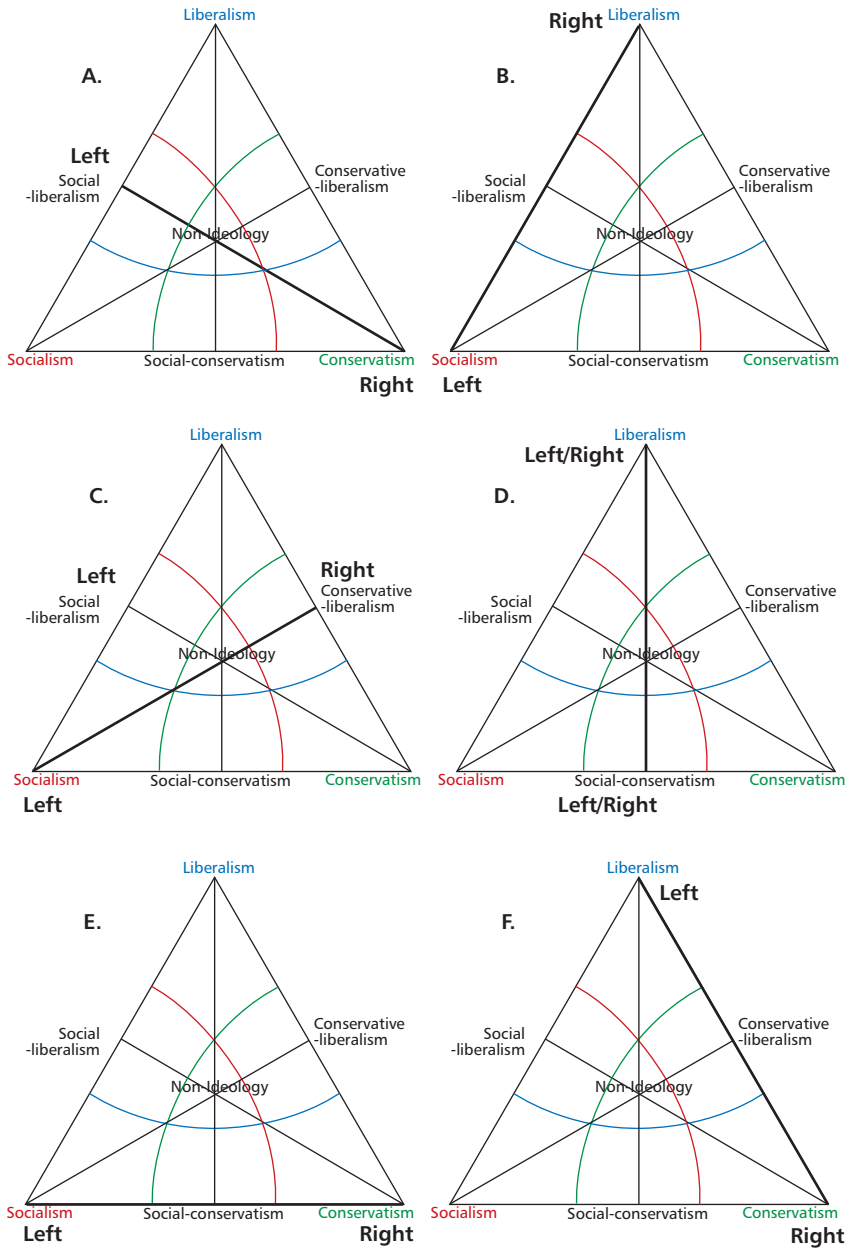 Liberalism
A.
Left
Social
-liberalism
Conservative
-liberalism
Non-Ideology
Socialism
Social-conservatism
Conservatism
Right
Liberalism
Right
B.
Social
-liberalism
Conservative
-liberalism
Non-Ideology
Socialism
Social-conservatism
Conservatism
Left
Liberalism
C.
Left
Social
-liberalism
Right
Conservative
-liberalism
Non-Ideology
Socialism
Social-conservatism
Conservatism
Left
Liberalism
Left/Right
D.
Social
-liberalism
Conservative
-liberalism
Non-Ideology
Socialism
Social-conservatism
Conservatism
Left/Right
Liberalism
E.
Social
-liberalism
Conservative
-liberalism
Non-Ideology
Socialism
Social-conservatism
Conservatism
Left
Right
Liberalism
Left
F.
Social
-liberalism
Conservative
-liberalism
Non-Ideology
Socialism
Social-conservatism
Conservatism
Right